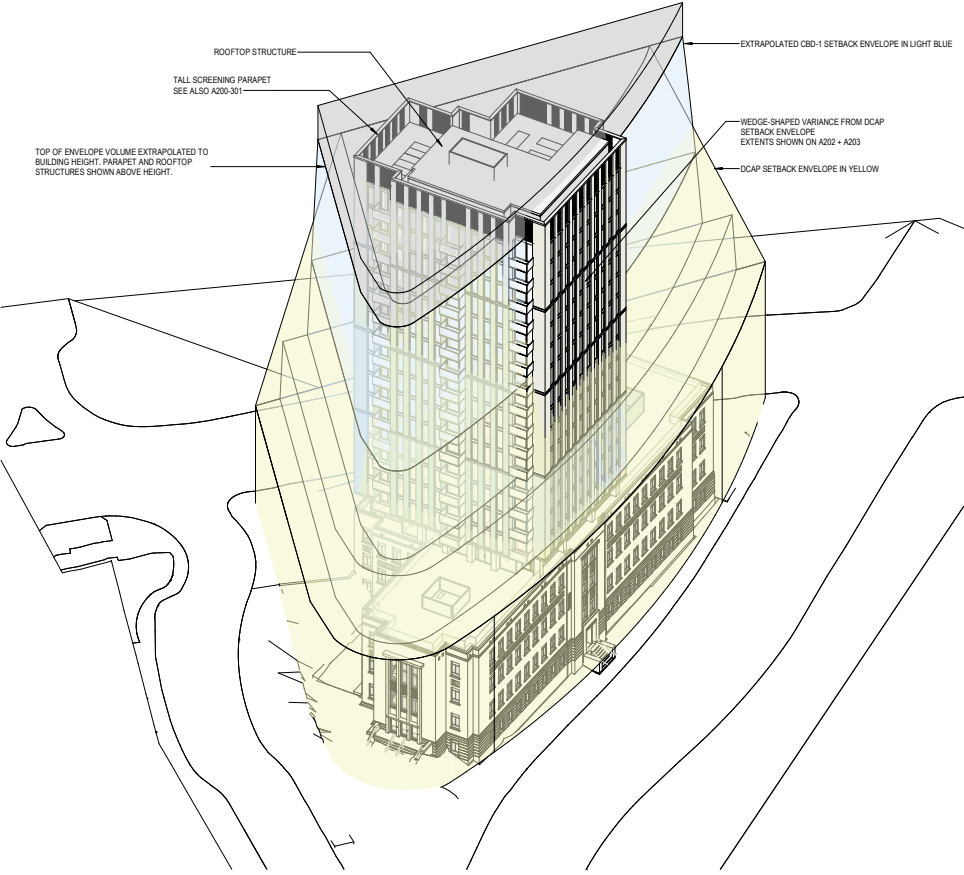 ROOFTOP STRUCTURE
EXTRAPOLATED CBD-1 SETBACK ENVELOPE IN LIGHT BLUE
TALL SCREENING PARAPET
SEE ALSO A200-301
WEDGE-SHAPED VARIANCE FROM DCAP
SETBACK ENVELOPE
EXTENTS SHOWN ON A202 + A203
TOP OF ENVELOPE VOLUME EXTRAPOLATED TO
BUILDING HEIGHT. PARAPET AND ROOFTOP
STRUCTURES SHOWN ABOVE HEIGHT.
DCAP SETBACK ENVELOPE IN YELLOW